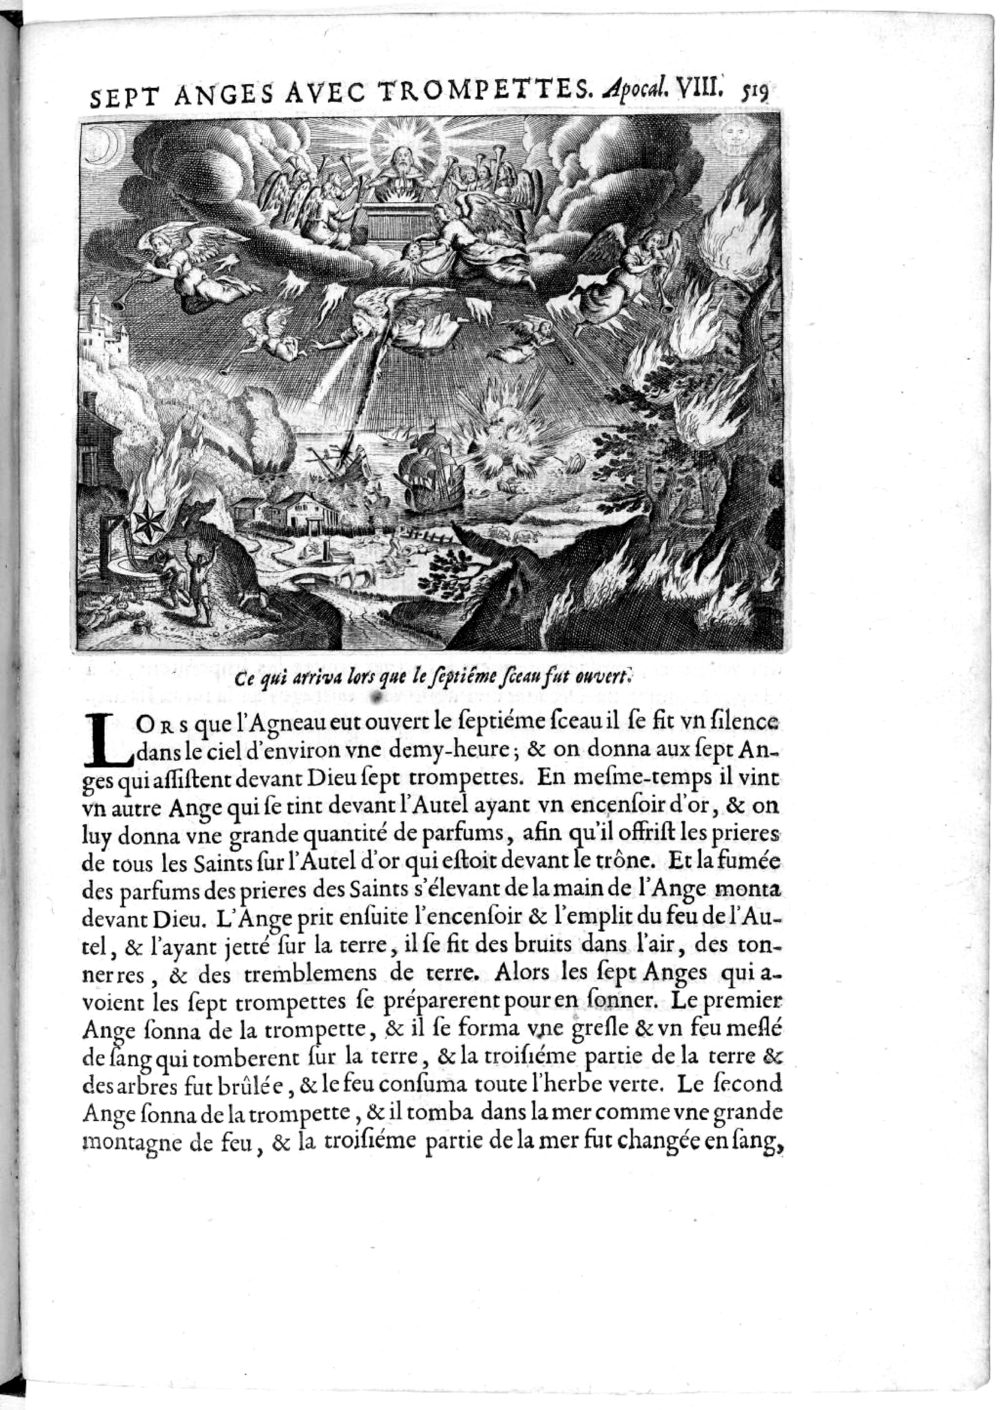 SEPT ANGES AVEC TROMPETTES. Apocal. VIII. 519
Ce qui arriva lors que le ſeptiéme ſceau fut ouvert.
LORS que l'Agneau eut ouvert le ſeptiéme ſceau il ſe fit vn ſilence
dans le ciel d'environ vne demy-heure; & on donna aux ſept An-
ges qui aſſiſtent devant Dieu ſept trompettes. En meſme-temps il vint
vn autre Ange qui ſe tint devant l'Autel ayant vn encenſoir d'or, & on
luy donna vne grande quantité de parfums, afin qu'il offriſt les prieres
de tous les Saints ſur l'Autel d'or qui eſtoit devant le trône. Et la fumée
des parfums des prieres des Saints s'élevant de la main de l'Ange monta
devant Dieu. L'Ange prit enſuite l'encenſoir & l'emplit du feu de l'Au-
tel, & l'ayant jetté ſur la terre, il ſe fit des bruits dans l'air, des ton-
nerres, & des tremblemens de terre. Alors les ſept Anges qui a-
voient les ſept trompettes ſe préparerent pour en ſonner. Le premier
Ange ſonna de la trompette, & il ſe forma vne greſle & vn feu meſlé
de ſang qui tomberent ſur la terre, & la troiſiéme partie de la terre &
des arbres fut brûlée, & le feu conſuma toute l'herbe verte. Le ſecond
Ange ſonna de la trompette, & il tomba dans la mer comme vne grande
montagne de feu, & la troiſiéme partie de la mer fut changée en ſang,